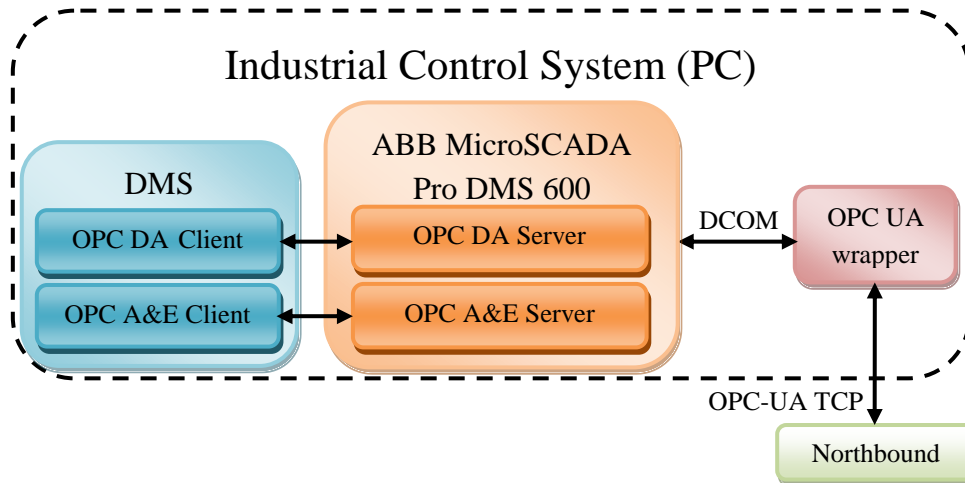 Industrial Control System (PC)
DMS
OPC DA Client
OPC A&E Client
ABB MicroSCADA
Pro DMS 600
OPC DA Server
OPC A&E Server
DCOM
OPC UA
wrapper
OPC-UA TCP
Northbound